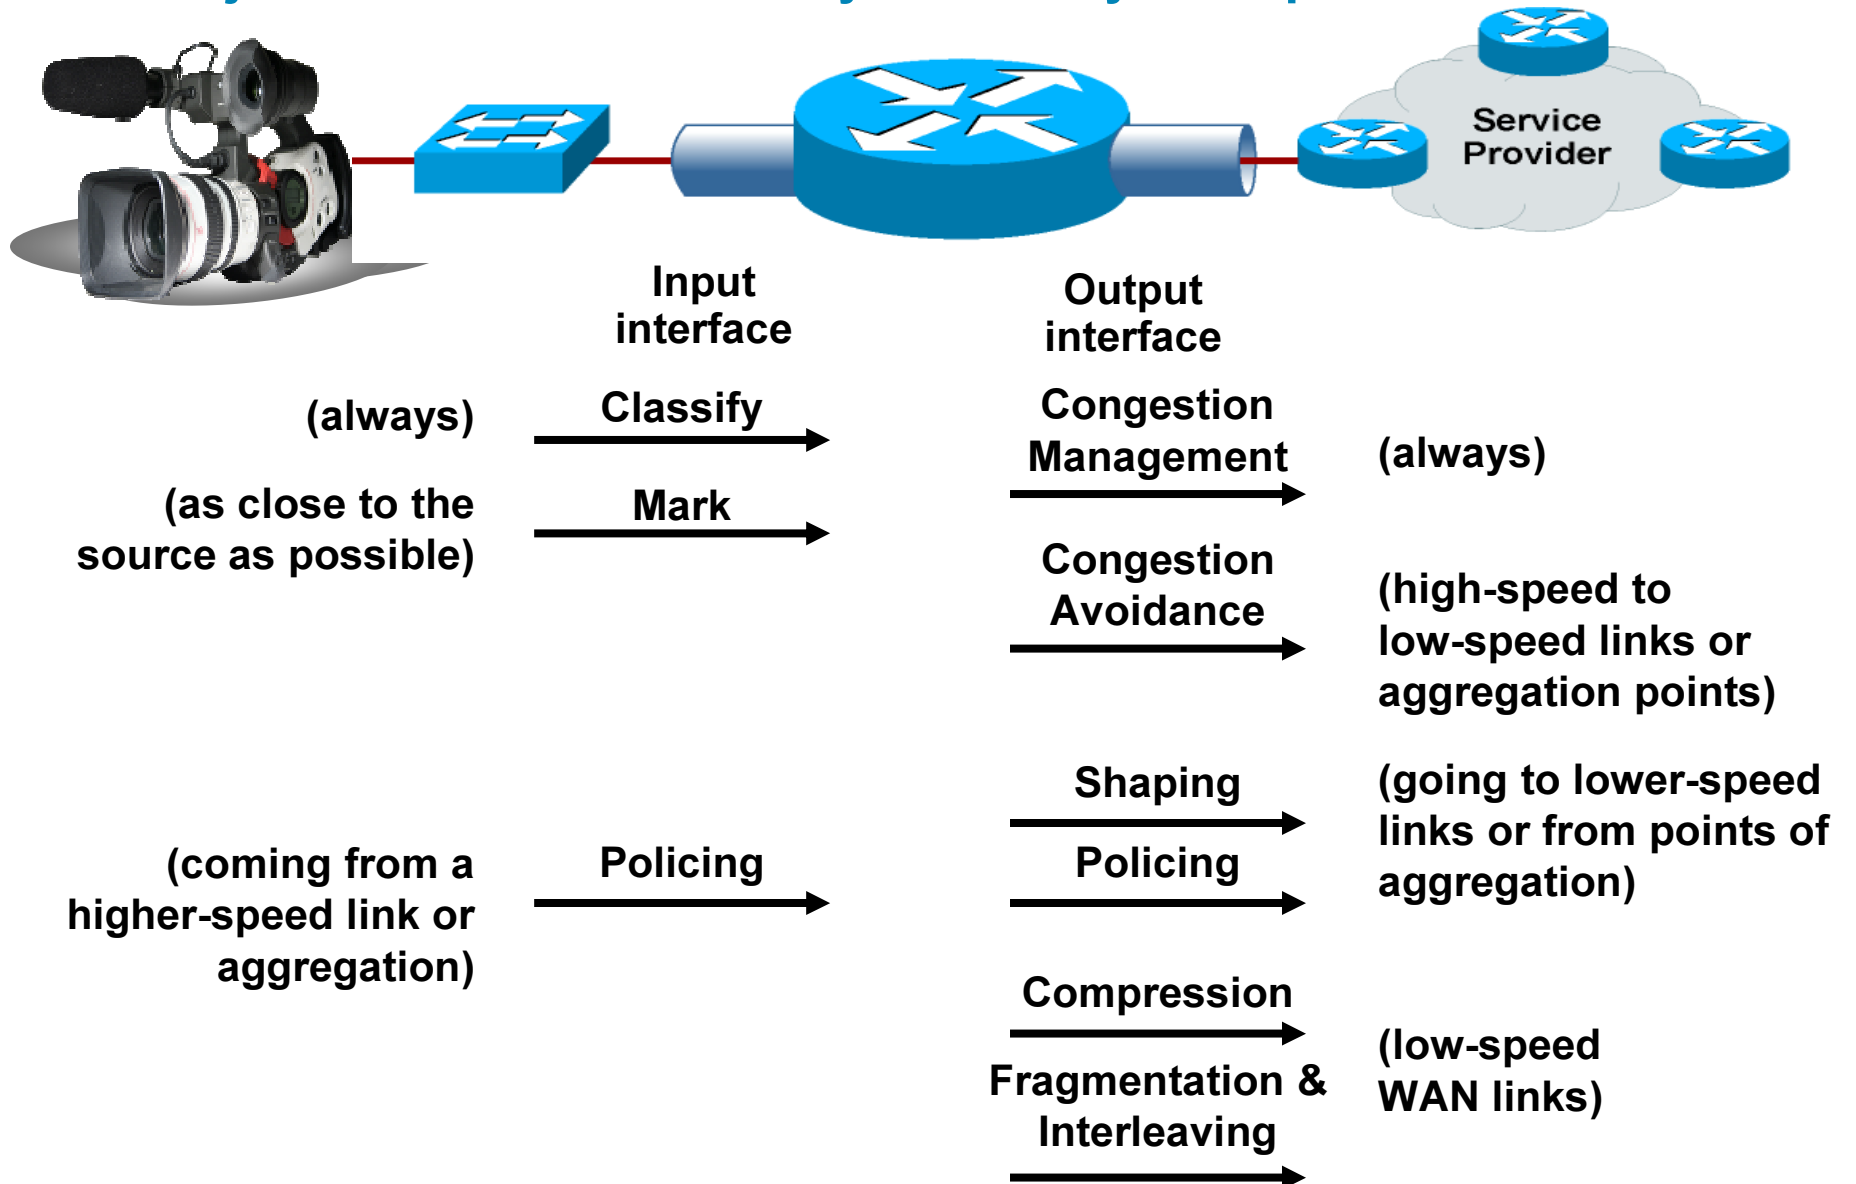 Service
Provider
Input
interface
Output
interface
(always)
Classify
Congestion
Management
(always)
(as close to the
source as possible)
Mark
Congestion
Avoidance
(high-speed to
low-speed links or
aggregation points)
Shaping
(going to lower-speed
links or from points of
aggregation)
(coming from a
higher-speed link or
aggregation)
Policing
Policing
Compression
Fragmentation &
Interleaving
(low-speed
WAN links)